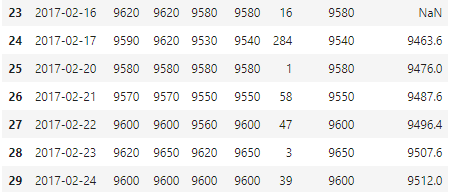 23 2017-02-16 9620 9620 9580 9580 16 9580 NaN
24 2017-02-17 9590 9620 9530 9540 284 9540 9463.6
25 2017-02-20 9580 9580 9580 9580 1 9580 9476.0
26 2017-02-21 9570 9570 9550 9550 58 9550 9487.6
27 2017-02-22 9600 9600 9560 9600 47 9600 9496.4
28 2017-02-23 9620 9650 9620 9650 3 9650 9507.6
29 2017-02-24 9600 9600 9600 9600 39 9600 9512.0